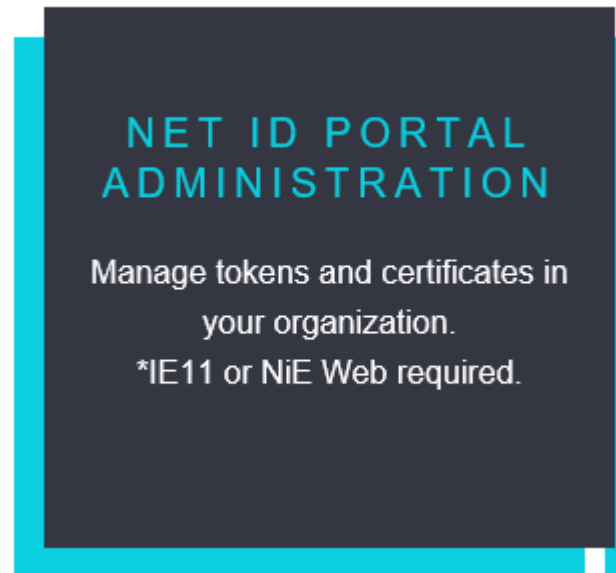 NET ID PORTAL
ADMINISTRATION
Manage tokens and certificates in
your organization.
*IE11 or NiE Web required.